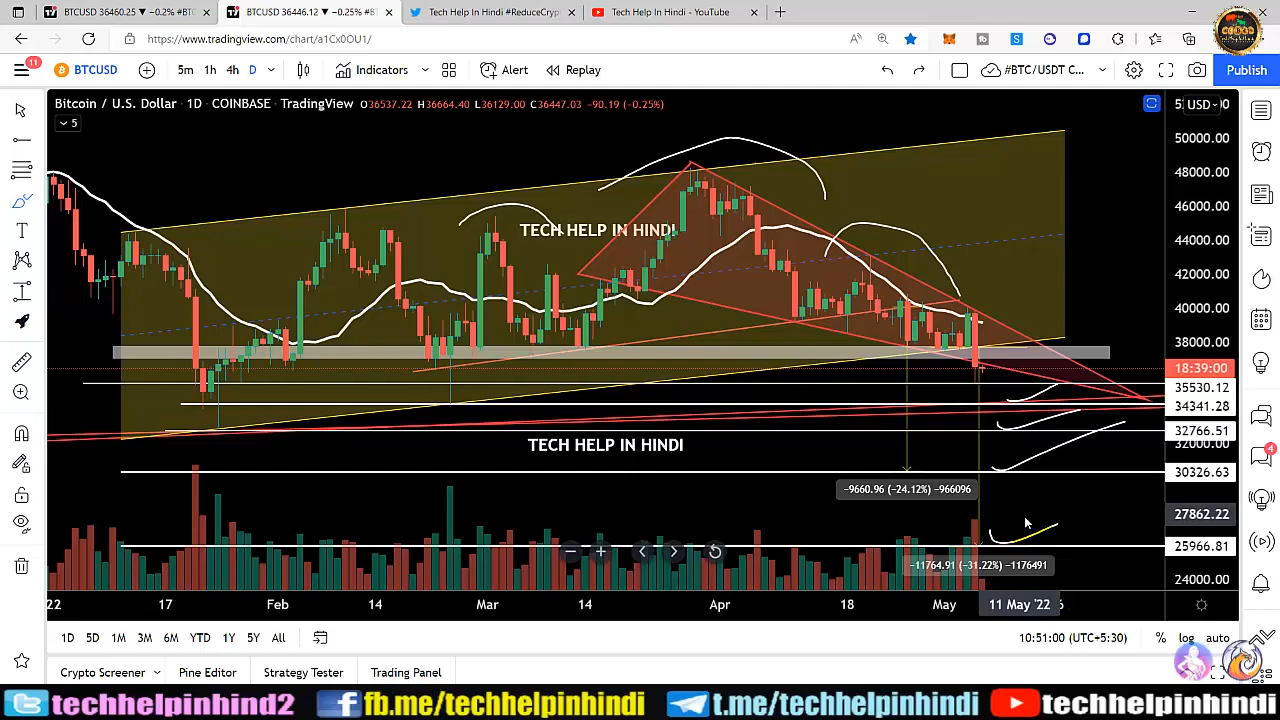 BTCUSD 36460.25 ▼ −0.2% #BT
BTCUSD 36446.12 ▼ −0.25% #B
Tech Help In Hindi #ReduceCryp
Tech Help In Hindi - YouTube
https://www.tradingview.com/chart/a1Cx0OU1/
11
BTCUSD
5m 1h 4h D
Indicators
Alert
Replay
#BTC/USDT C...
Publish
Bitcoin / U.S. Dollar · 1D · COINBASE · TradingView O36537.22 H36664.40 L36129.00 C36447.03 −90.19 (−0.25%)
USD
5
50000.00
48000.00
46000.00
TECH HELP IN HINDI
44000.00
42000.00
40000.00
38000.00
18:39:00
35530.12
34341.28
32766.51
32000.00
TECH HELP IN HINDI
4
30326.63
−9660.96 (−24.12%) −966096
27862.22
25966.81
−11764.91 (−31.22%) −1176491
24000.00
22 17 Feb 14 Mar 14 Apr 18 May 11 May '22 6
1D 5D 1M 3M 6M YTD 1Y 5Y All
10:51:00 (UTC+5:30) % log auto
Crypto Screener Pine Editor Strategy Tester Trading Panel
techhelpinhindi2 fb.me/techhelpinhindi t.me/techhelpinhindi techhelpinhindi